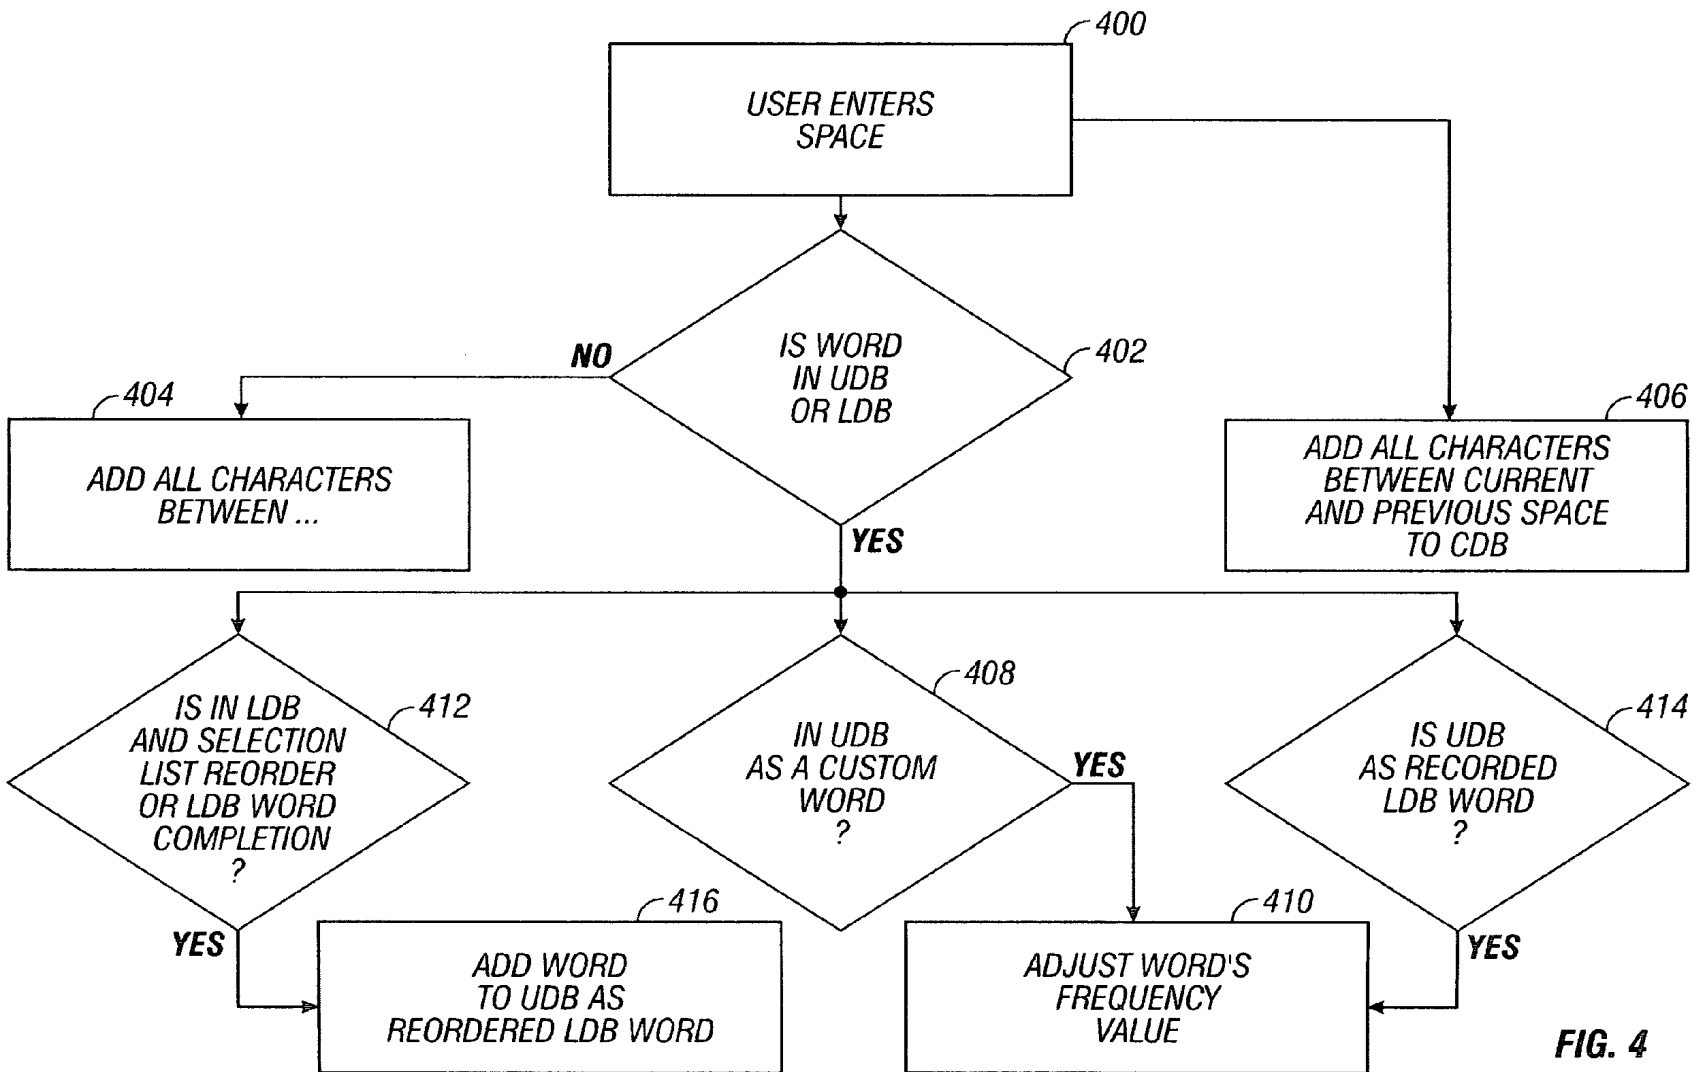 400
USER ENTERS
SPACE
IS WORD
IN UDB
OR LDB
402
NO
YES
404
ADD ALL CHARACTERS
BETWEEN ...
406
ADD ALL CHARACTERS
BETWEEN CURRENT
AND PREVIOUS SPACE
TO CDB
412
IS IN LDB
AND SELECTION
LIST REORDER
OR LDB WORD
COMPLETION
?
YES
408
IN UDB
AS A CUSTOM
WORD
?
YES
414
IS UDB
AS RECORDED
LDB WORD
?
YES
416
ADD WORD
TO UDB AS
REORDERED LDB WORD
410
ADJUST WORD'S
FREQUENCY
VALUE
FIG. 4